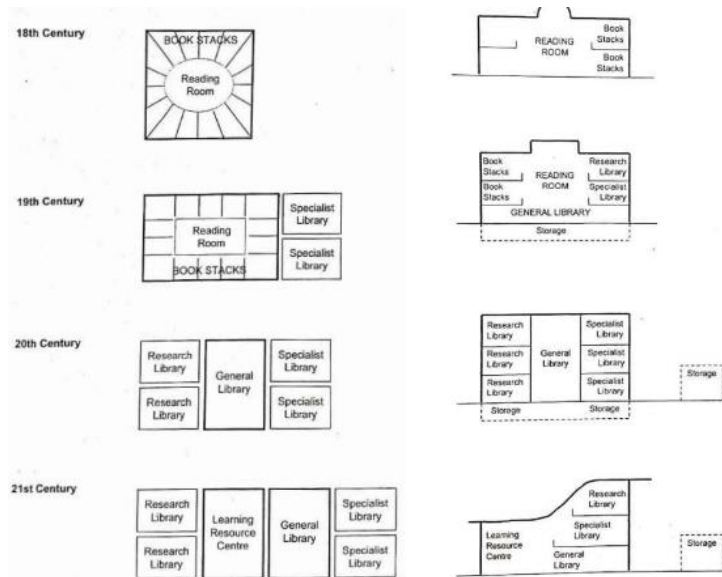 18th Century
BOOK STACKS
Reading
Room
READING
ROOM
Book
Stacks
Book
Stacks
19th Century
Reading
Room
BOOK STACKS
Specialist
Library
Specialist
Library
Book
Stacks
Book
Stacks
READING
ROOM
Research
Library
Specialist
Library
GENERAL LIBRARY
Storage
20th Century
Research
Library
Research
Library
General
Library
Specialist
Library
Specialist
Library
Research
Library
Research
Library
Research
Library
General
Library
Specialist
Library
Specialist
Library
Specialist
Library
Storage
Storage
Storage
21st Century
Research
Library
Research
Library
Learning
Resource
Centre
General
Library
Specialist
Library
Specialist
Library
Learning
Resource
Centre
Research
Library
Specialist
Library
General
Library
Storage